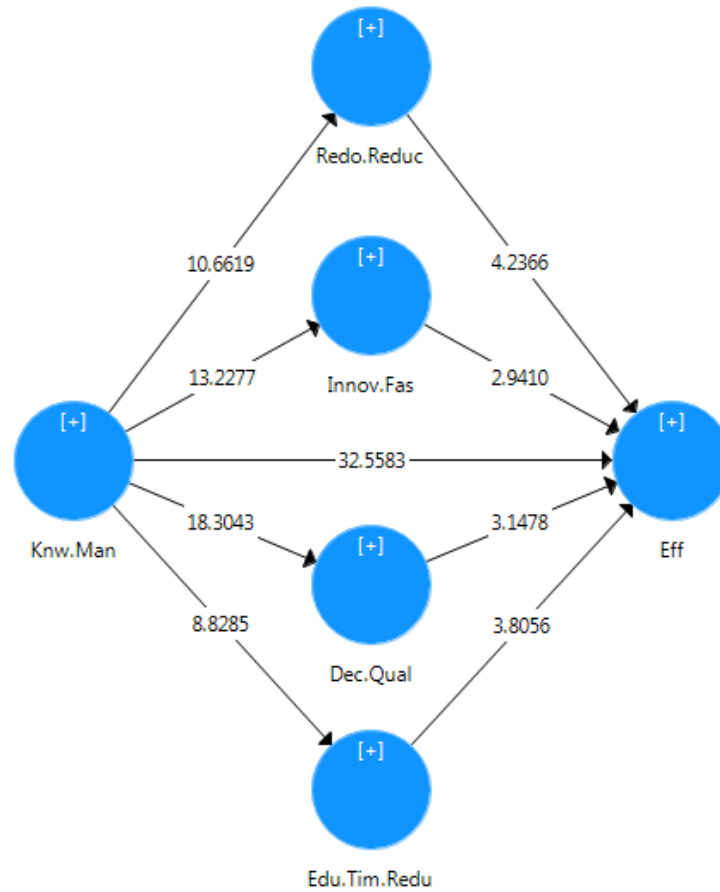 [+]
Redo.Reduc
10.6619
4.2366
[+]
Innov.Fas
13.2277
2.9410
[+]
Knw.Man
32.5583
[+]
Eff
18.3043
3.1478
[+]
Dec.Qual
8.8285
3.8056
[+]
Edu.Tim.Redu